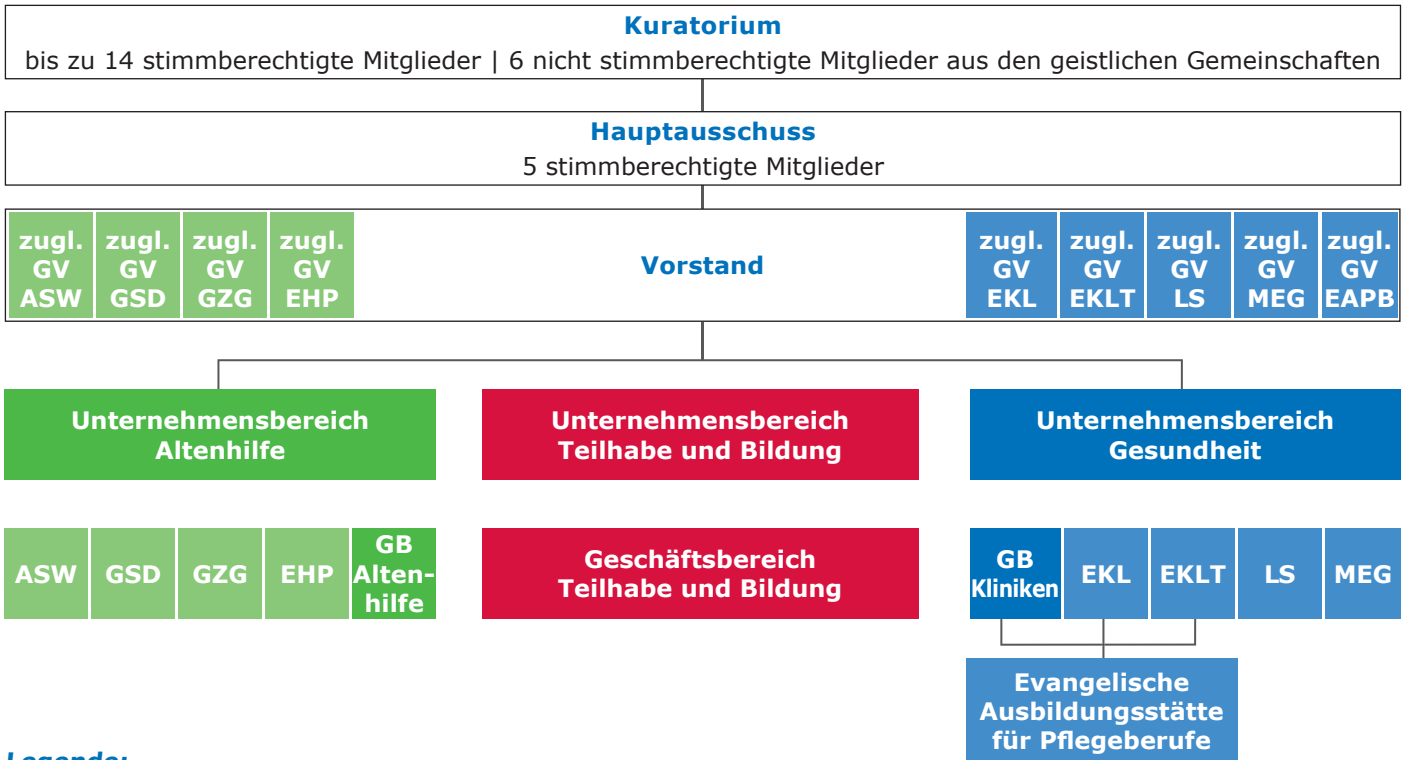 Kuratorium
bis zu 14 stimmberechtigte Mitglieder | 6 nicht stimmberechtigte Mitglieder aus den geistlichen Gemeinschaften
Hauptausschuss
5 stimmberechtigte Mitglieder
zugl.
GV
ASW
zugl.
GV
GSD
zugl.
GV
GZG
zugl.
GV
EHP
Vorstand
zugl.
GV
EKL
zugl.
GV
EKLT
zugl.
GV
LS
zugl.
GV
MEG
zugl.
GV
EAPB
Unternehmensbereich
Altenhilfe
Unternehmensbereich
Teilhabe und Bildung
Unternehmensbereich
Gesundheit
ASW
GSD
GZG
EHP
GB
Alten-
hilfe
Geschäftsbereich
Teilhabe und Bildung
GB
Kliniken
EKL
EKLT
LS
MEG
Evangelische
Ausbildungsstätte
für Pflegeberufe
Legende: